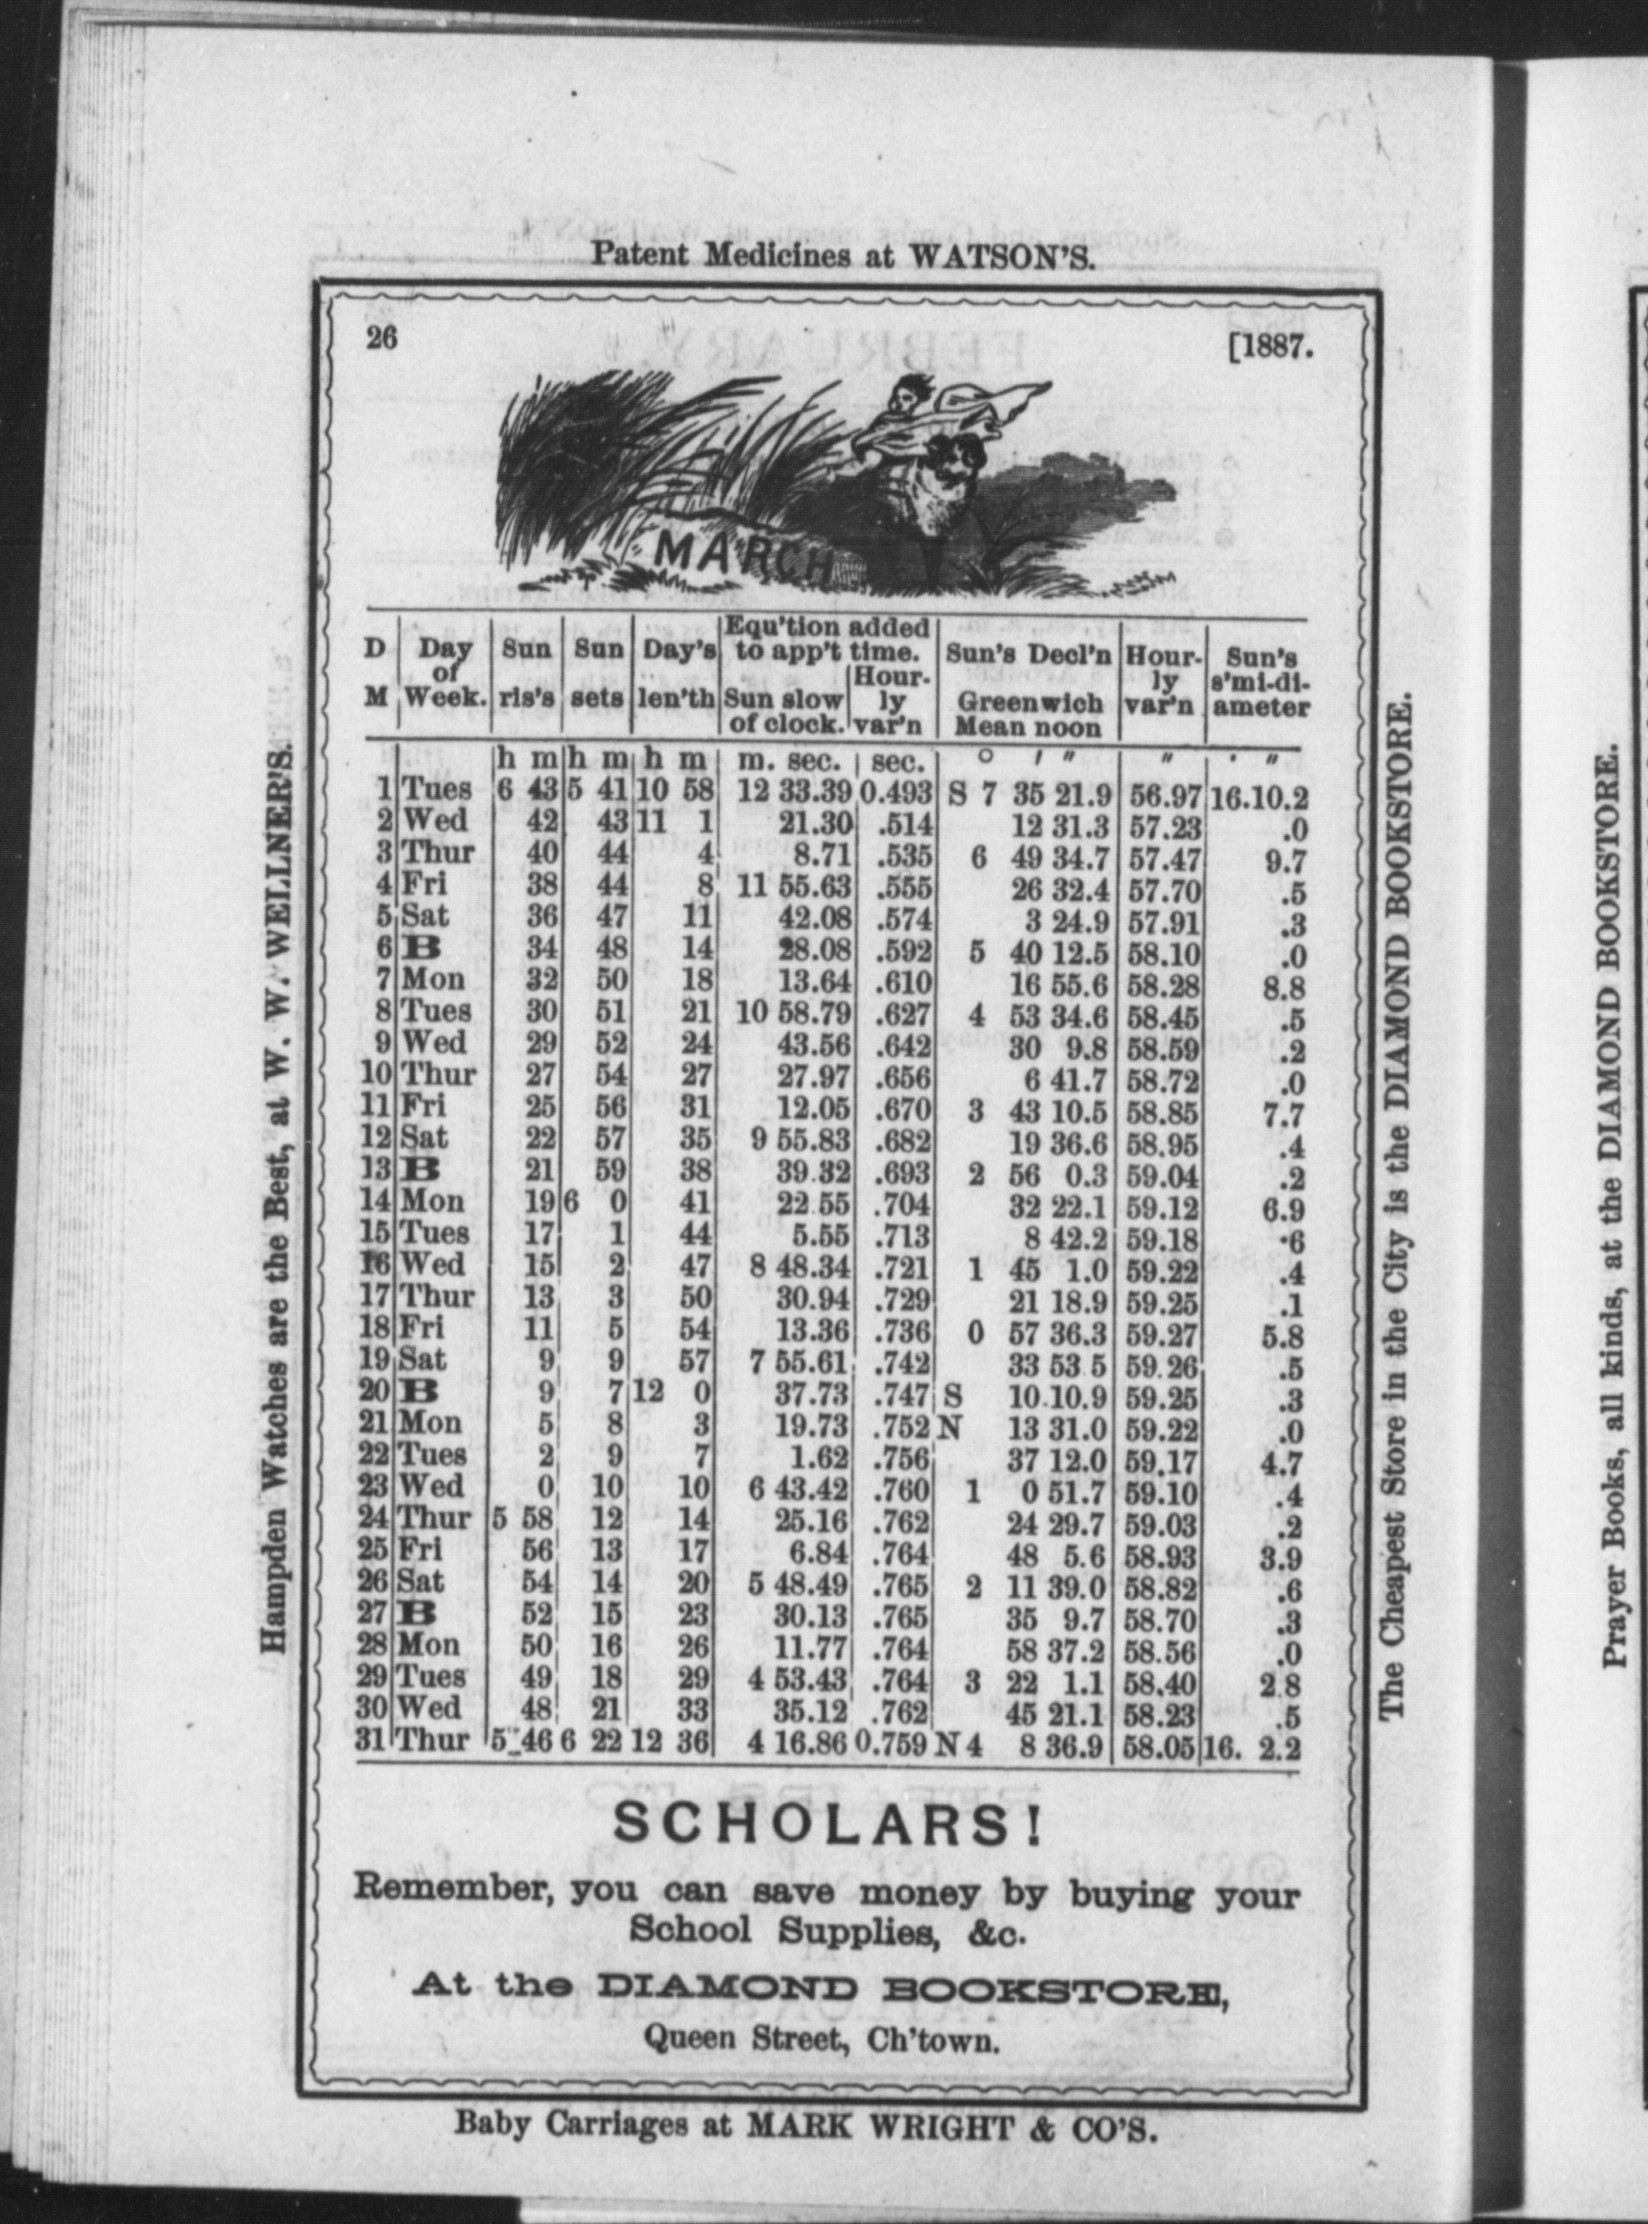 Patent Medicines at WATSON'S.
26 [1887.
MARCH
D M | Day of Week. | Sun ris's | Sun sets | Day's len'th | Equ'tion added to app't time. Sun slow of clock. | Hour-ly var'n | Sun's Decl'n Greenwich Mean noon | Hour-ly var'n | Sun's s'mi-di-ameter
h m h m h m m. sec. sec. ° ′ ″ ″ ′ ″
1 Tues 6 43 5 41 10 58 12 33.39 0.493 S 7 35 21.9 56.97 16.10.2
2 Wed 42 43 11 1 21.30 .514 12 31.3 57.23 .0
3 Thur 40 44 4 8.71 .535 6 49 34.7 57.47 9.7
4 Fri 38 44 8 11 55.63 .555 26 32.4 57.70 .5
5 Sat 36 47 11 42.08 .574 3 24.9 57.91 .3
6 B 34 48 14 28.08 .592 5 40 12.5 58.10 .0
7 Mon 32 50 18 13.64 .610 16 55.6 58.28 8.8
8 Tues 30 51 21 10 58.79 .627 4 53 34.6 58.45 .5
9 Wed 29 52 24 43.56 .642 30 9.8 58.59 .2
10 Thur 27 54 27 27.97 .656 6 41.7 58.72 .0
11 Fri 25 56 31 12.05 .670 3 43 10.5 58.85 7.7
12 Sat 22 57 35 9 55.83 .682 19 36.6 58.95 .4
13 B 21 59 38 39.32 .693 2 56 0.3 59.04 .2
14 Mon 19 6 0 41 22.55 .704 32 22.1 59.12 6.9
15 Tues 17 1 44 5.55 .713 8 42.2 59.18 ·6
16 Wed 15 2 47 8 48.34 .721 1 45 1.0 59.22 .4
17 Thur 13 3 50 30.94 .729 21 18.9 59.25 .1
18 Fri 11 5 54 13.36 .736 0 57 36.3 59.27 5.8
19 Sat 9 9 57 7 55.61 .742 33 53 5 59.26 .5
20 B 9 7 12 0 37.73 .747 S 10.10.9 59.25 .3
21 Mon 5 8 3 19.73 .752 N 13 31.0 59.22 .0
22 Tues 2 9 7 1.62 .756 37 12.0 59.17 4.7
23 Wed 0 10 10 6 43.42 .760 1 0 51.7 59.10 .4
24 Thur 5 58 12 14 25.16 .762 24 29.7 59.03 .2
25 Fri 56 13 17 6.84 .764 48 5.6 58.93 3.9
26 Sat 54 14 20 5 48.49 .765 2 11 39.0 58.82 .6
27 B 52 15 23 30.13 .765 35 9.7 58.70 .3
28 Mon 50 16 26 11.77 .764 58 37.2 58.56 .0
29 Tues 49 18 29 4 53.43 .764 3 22 1.1 58.40 2.8
30 Wed 48 21 33 35.12 .762 45 21.1 58.23 .5
31 Thur 5 46 6 22 12 36 4 16.86 0.759 N 4 8 36.9 58.05 16. 2.2
SCHOLARS!
Remember, you can save money by buying your
School Supplies, &c.
At the DIAMOND BOOKSTORE,
Queen Street, Ch'town.
Baby Carriages at MARK WRIGHT & CO'S.
Hampden Watches are the Best, at W. W. WELLNER'S.
The Cheapest Store in the City is the DIAMOND BOOKSTORE.
Prayer Books, all kinds, at the DIAMOND BOOKSTORE.